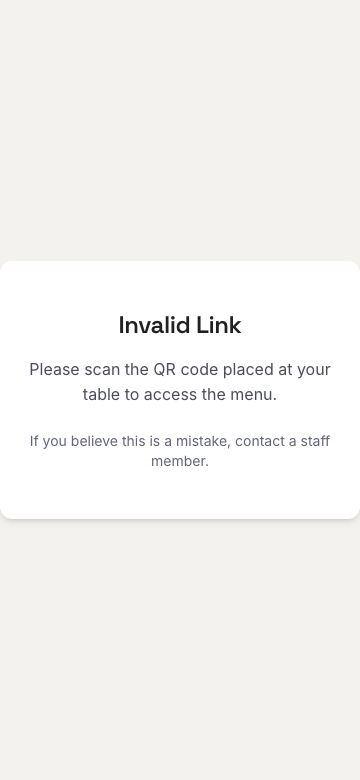 Invalid Link
Please scan the QR code placed at your
table to access the menu.
If you believe this is a mistake, contact a staff
member.